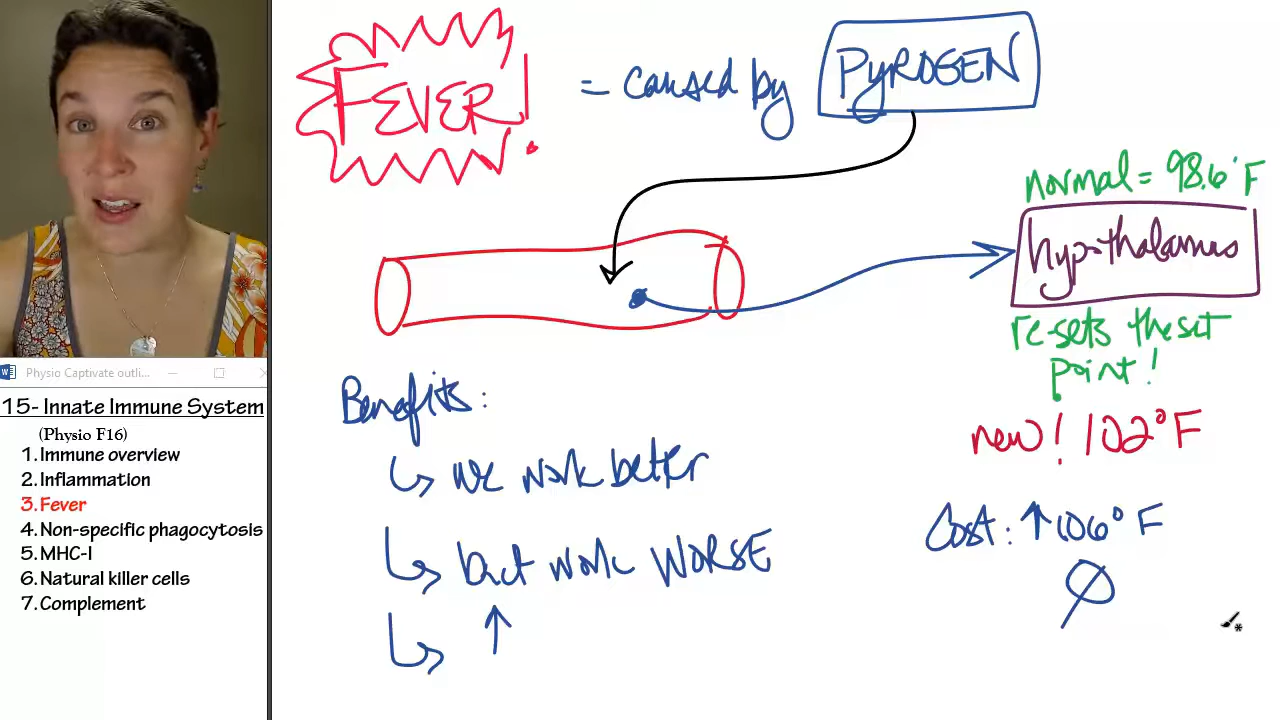 FEVER! = caused by PYROGEN
normal = 98.6°F
hypothalamus
re-sets the set
point!
new! 102°F
Benefits:
↳ we work better
↳ bact work WORSE
↳ ↑
Cost: ↑106°F
Ø
Physio Captivate outli...
15- Innate Immune System
(Physio F16)
1. Immune overview
2. Inflammation
3. Fever
4. Non-specific phagocytosis
5. MHC-I
6. Natural killer cells
7. Complement